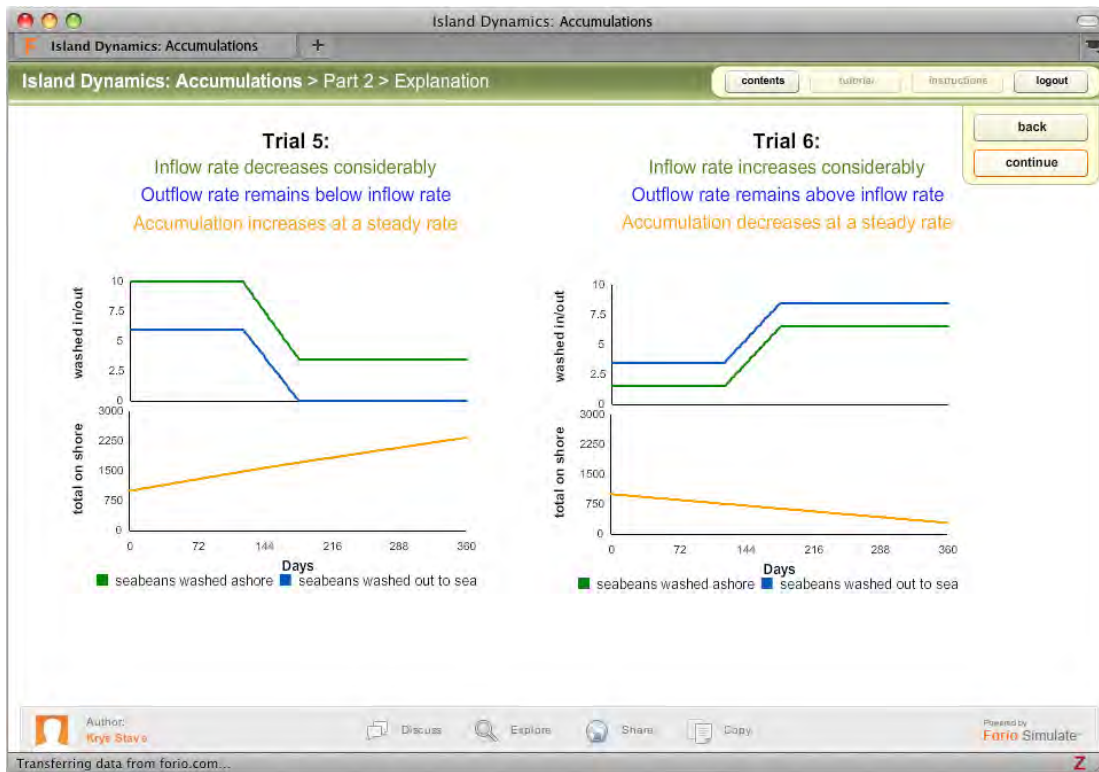 Island Dynamics: Accumulations
Island Dynamics: Accumulations +
Island Dynamics: Accumulations > Part 2 > Explanation
contents tutorial instructions logout
back
continue
Trial 5:
Inflow rate decreases considerably
Outflow rate remains below inflow rate
Accumulation increases at a steady rate
washed in/out
10
7.5
5
2.5
0
total on shore
3000
2250
1500
750
0
0 72 144 216 288 360
Days
seabeans washed ashore seabeans washed out to sea
Trial 6:
Inflow rate increases considerably
Outflow rate remains above inflow rate
Accumulation decreases at a steady rate
washed in/out
10
7.5
5
2.5
0
total on shore
3000
2250
1500
750
0
0 72 144 216 288 360
Days
seabeans washed ashore seabeans washed out to sea
Author:
Krys Stave
Discuss Explore Share Copy
Powered by
Forio Simulate
Transferring data from forio.com...
Z